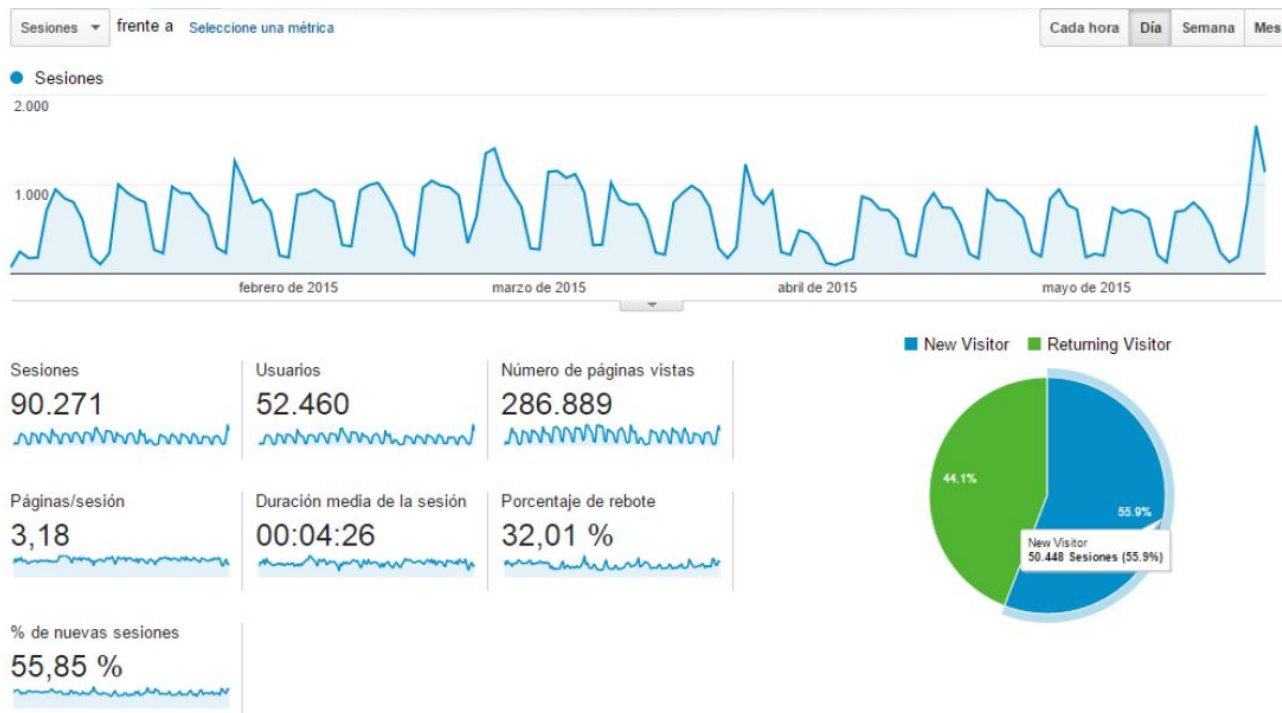 Sesiones frente a Seleccione una métrica
Cada hora Día Semana Mes
Sesiones
2.000
1.000
febrero de 2015 marzo de 2015 abril de 2015 mayo de 2015
New Visitor Returning Visitor
Sesiones Usuarios Número de páginas vistas
90.271 52.460 286.889
44.1%
55.9%
New Visitor
50.448 Sesiones (55.9%)
Páginas/sesión Duración media de la sesión Porcentaje de rebote
3,18 00:04:26 32,01 %
% de nuevas sesiones
55,85 %